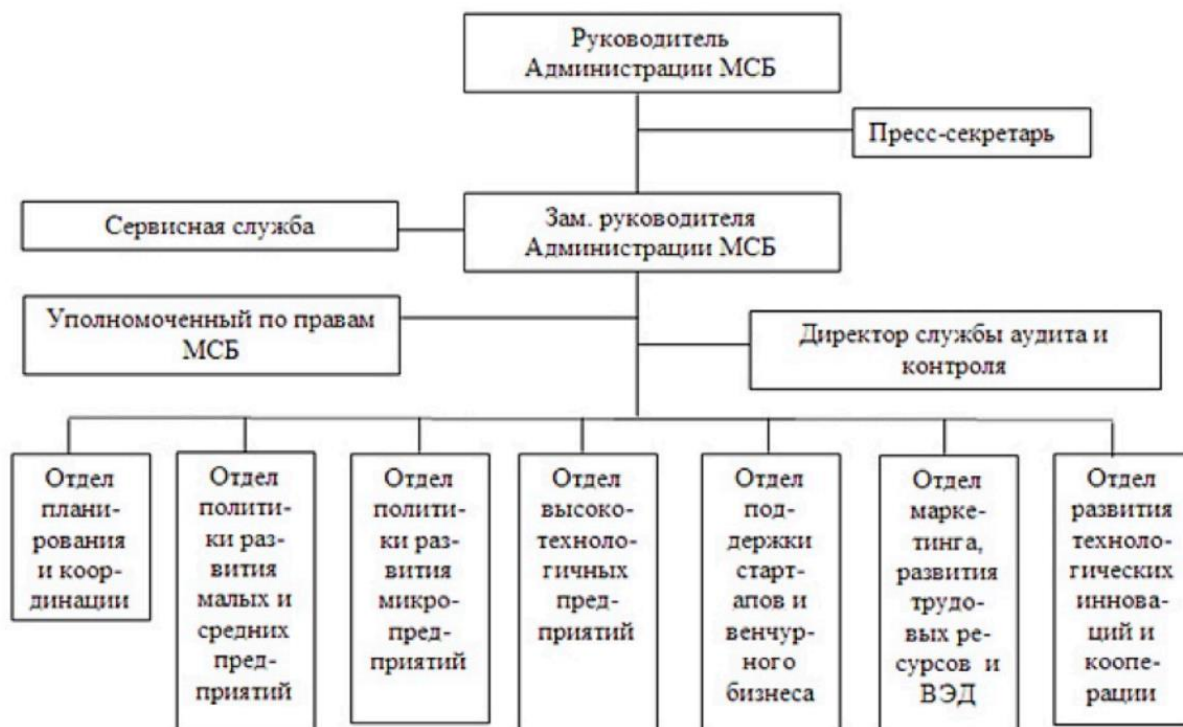 Руководитель
Администрации МСБ
Пресс-секретарь
Сервисная служба
Зам. руководителя
Администрации МСБ
Уполномоченный по правам
МСБ
Директор службы аудита и
контроля
Отдел
плани-
рования
и коор-
динации
Отдел
полити-
ки раз-
вития
малых и
средних
пред-
приятий
Отдел
полити-
ки раз-
вития
микро-
пред-
приятий
Отдел
высоко-
техноло-
гичных
пред-
приятий
Отдел
под-
держки
старт-
апов и
венчур-
ного
бизнеса
Отдел
марке-
тинга,
развития
трудо-
вых ре-
сурсов и
ВЭД
Отдел
развития
техноло-
гических
иннова-
ций и
коопе-
рации